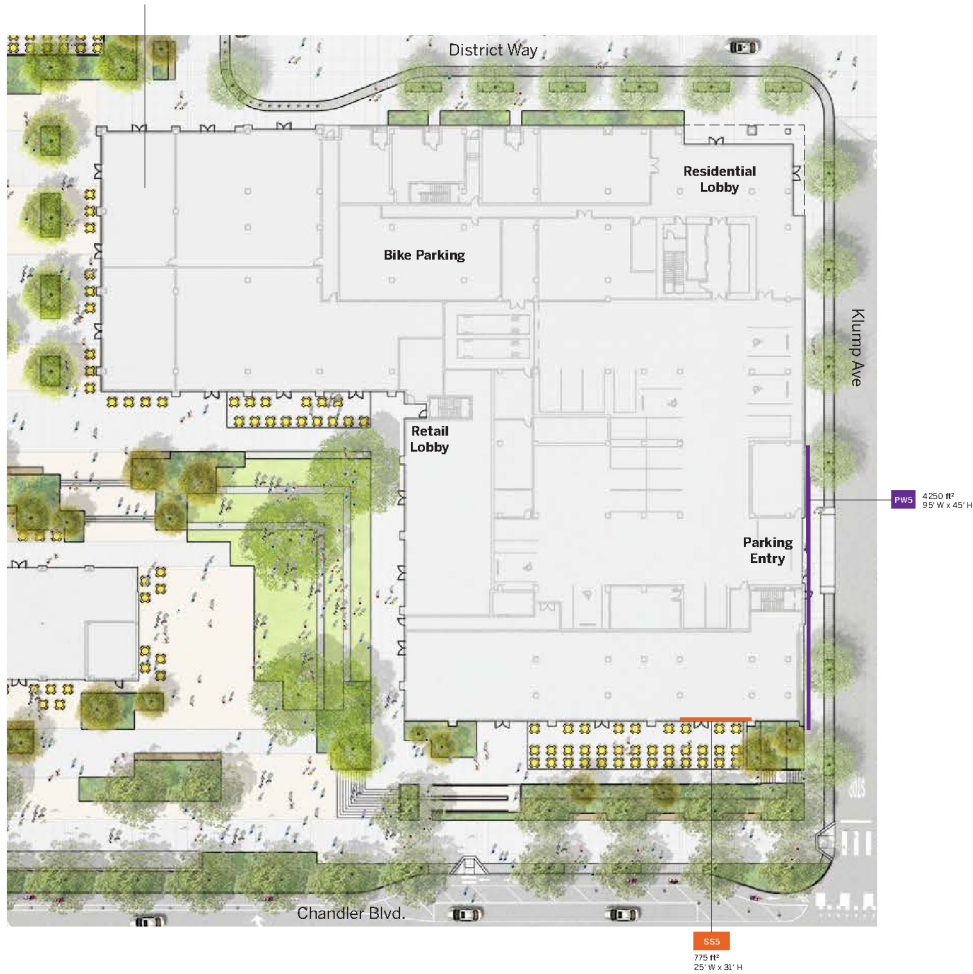 District Way
Residential
Lobby
Bike Parking
Klump Ave
Retail
Lobby
PW5
4250 ft²
95' W x 45' H
Parking
Entry
Chandler Blvd.
SS5
775 ft²
25' W x 31' H